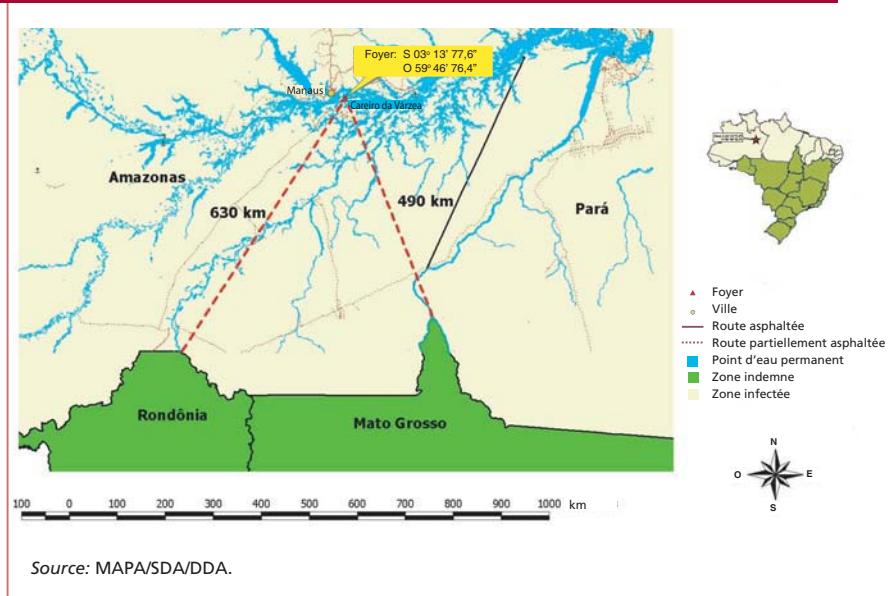 Foyer: S 03º 13' 77,6"
O 59º 46' 76,4"
Manaus
Careiro da Várzea
Amazonas
630 km
490 km
Pará
Rondônia
Mato Grosso
Foyer
Ville
Route asphaltée
Route partiellement asphaltée
Point d'eau permanent
Zone indemne
Zone infectée
N
O E
S
100 0 100 200 300 400 500 600 700 800 900 1000 km
Source: MAPA/SDA/DDA.